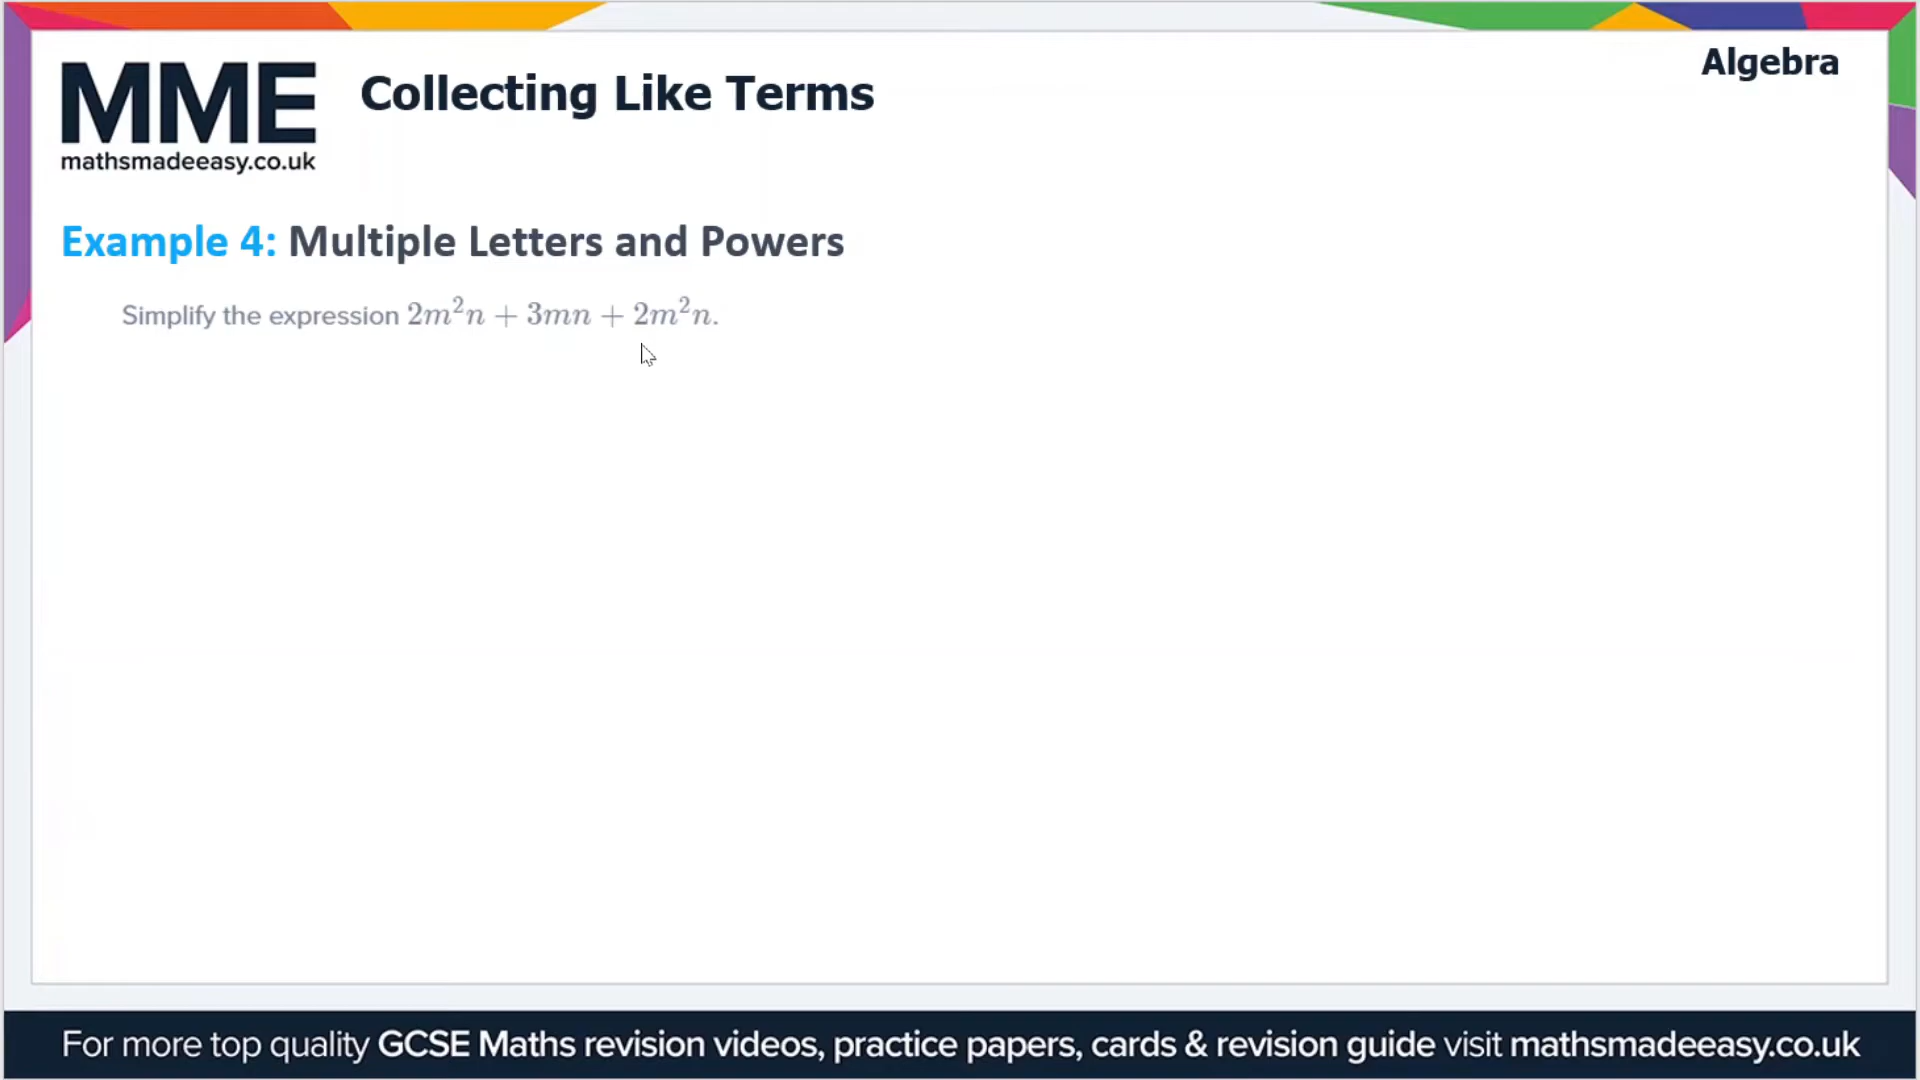 Algebra
MME
Collecting Like Terms
mathsmadeeasy.co.uk
Example 4: Multiple Letters and Powers
Simplify the expression 2m²n + 3mn + 2m²n.
For more top quality GCSE Maths revision videos, practice papers, cards & revision guide visit mathsmadeeasy.co.uk